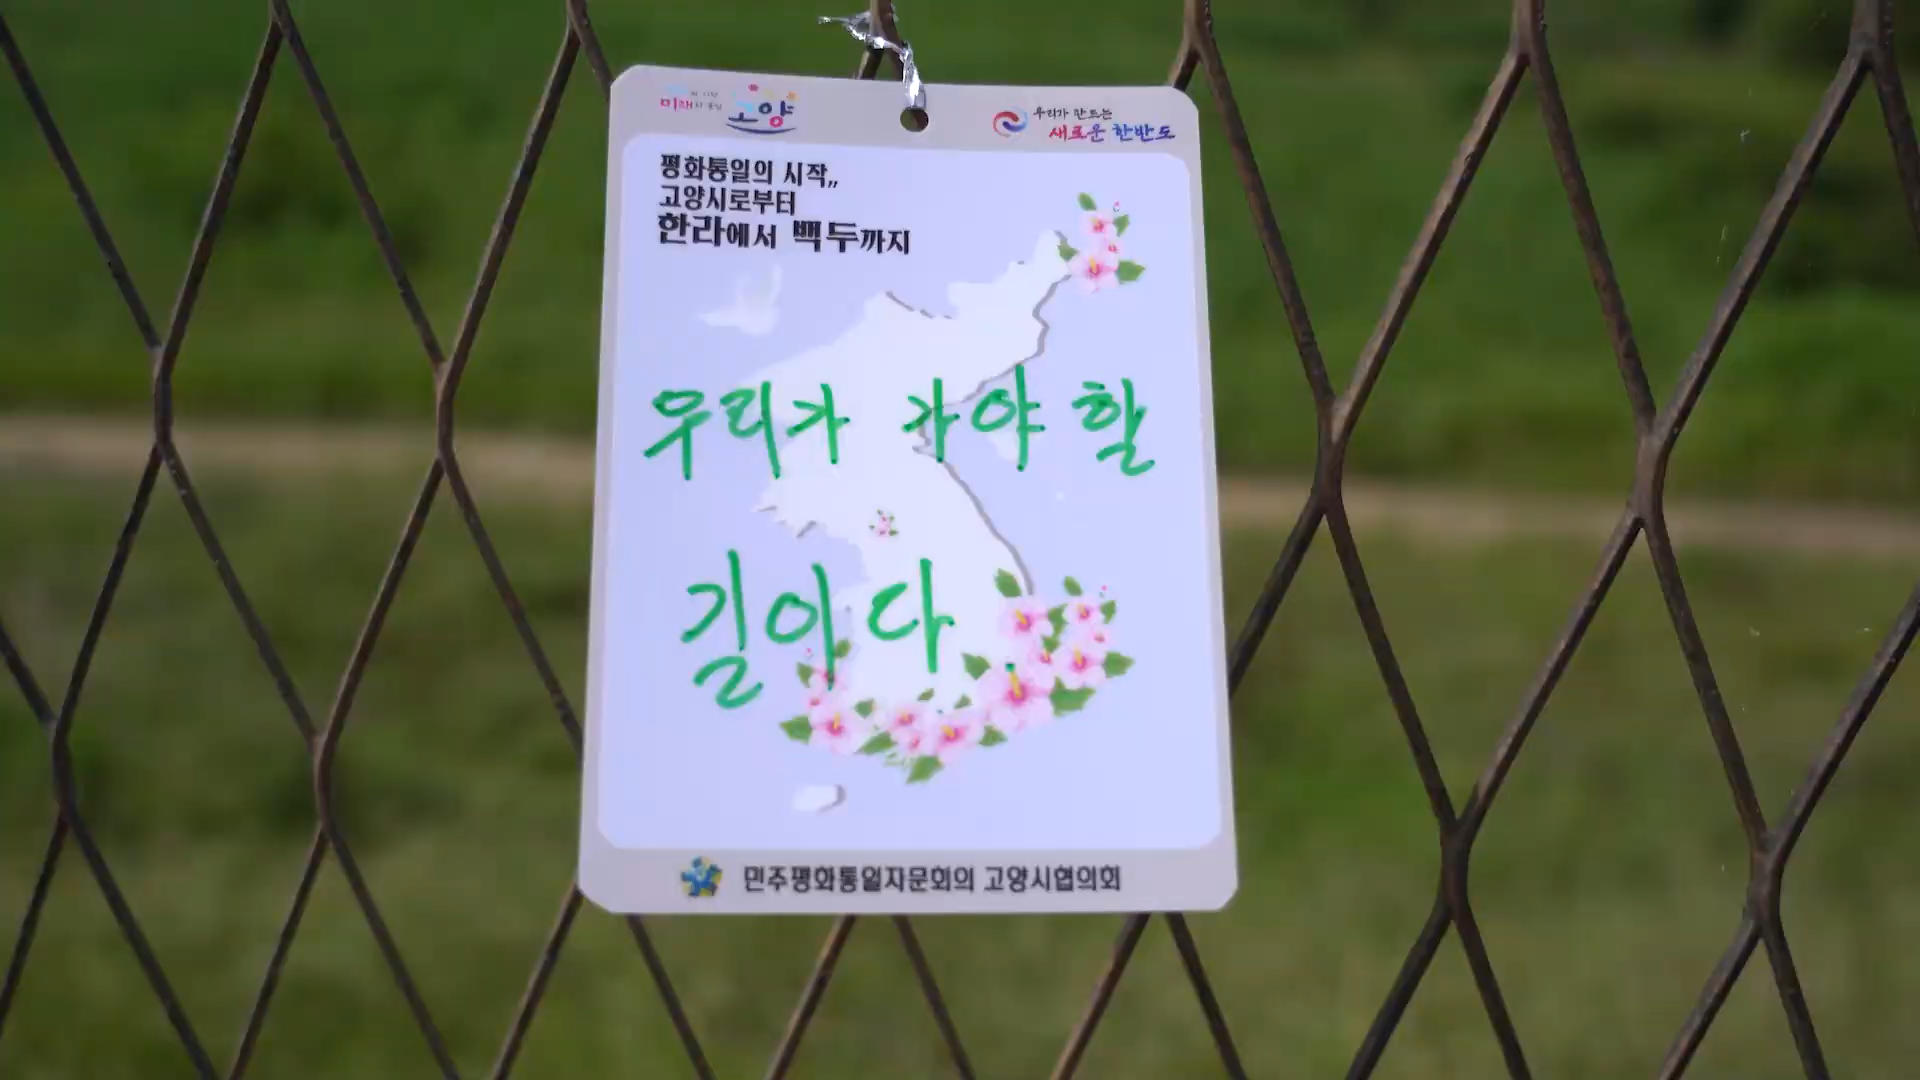 고양
우리가 만드는
새로운 한반도
평화통일의 시작,,
고양시로부터
한라에서 백두까지
우리가 가야 할
길이다.
민주평화통일자문회의 고양시협의회